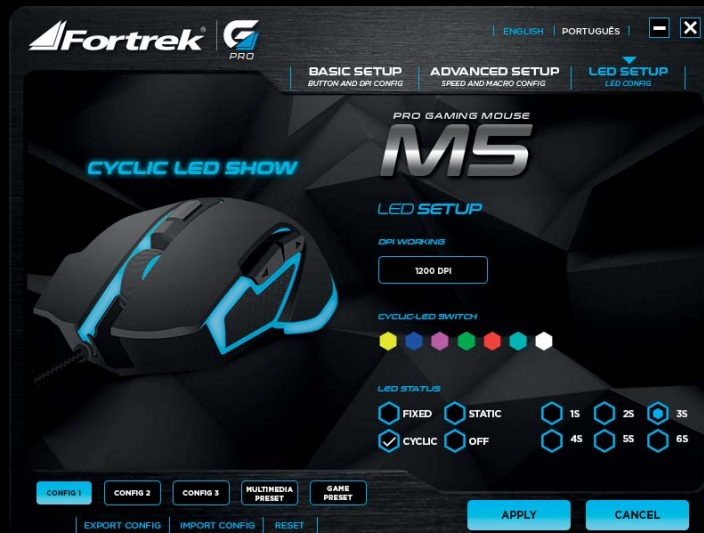 Fortrek G PRO
ENGLISH | PORTUGUÊS
BASIC SETUP
BUTTON AND DPI CONFIG
ADVANCED SETUP
SPEED AND MACRO CONFIG
LED SETUP
LED CONFIG
CYCLIC LED SHOW
PRO GAMING MOUSE
M5
LED SETUP
DPI WORKING
1200 DPI
CYCLIC-LED SWITCH
LED STATUS
FIXED STATIC 1S 2S 3S
CYCLIC OFF 4S 5S 6S
CONFIG 1
CONFIG 2
CONFIG 3
MULTIMEDIA
PRESET
GAME
PRESET
EXPORT CONFIG | IMPORT CONFIG | RESET
APPLY
CANCEL